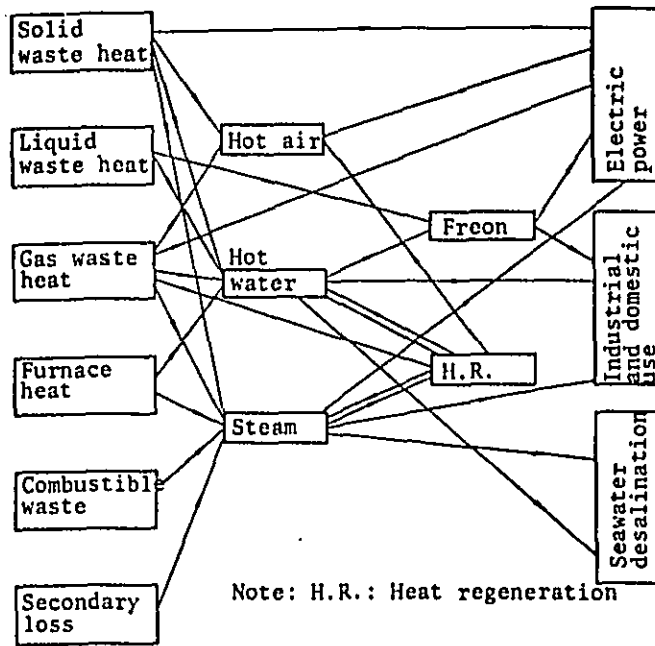 Solid
waste heat
Liquid
waste heat
Gas waste
heat
Furnace
heat
Combustible
waste
Secondary
loss
Hot air
Hot
water
Steam
Freon
H.R.
Electric
power
Industrial
and domestic
use
Seawater
desalination
Note: H.R.: Heat regeneration